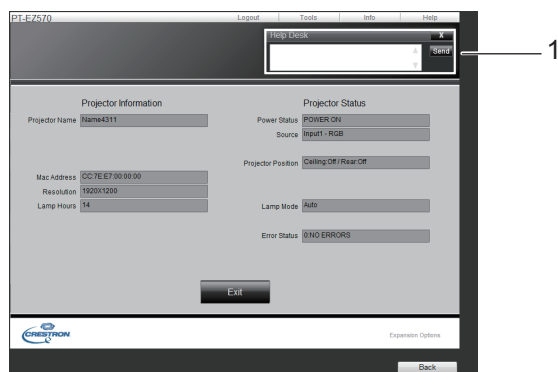 PT-EZ570 Logout Tools Info Help
Help Desk X
Send
1
Projector Information Projector Status
Projector Name Name4311 Power Status POWER ON
Source Input1 - RGB
Projector Position Ceiling:Off / Rear:Off
Mac Address CC:7E:E7:00:00:00
Resolution 1920X1200
Lamp Hours 14 Lamp Mode Auto
Error Status 0:NO ERRORS
Exit
CRESTRON Expansion Options
Back